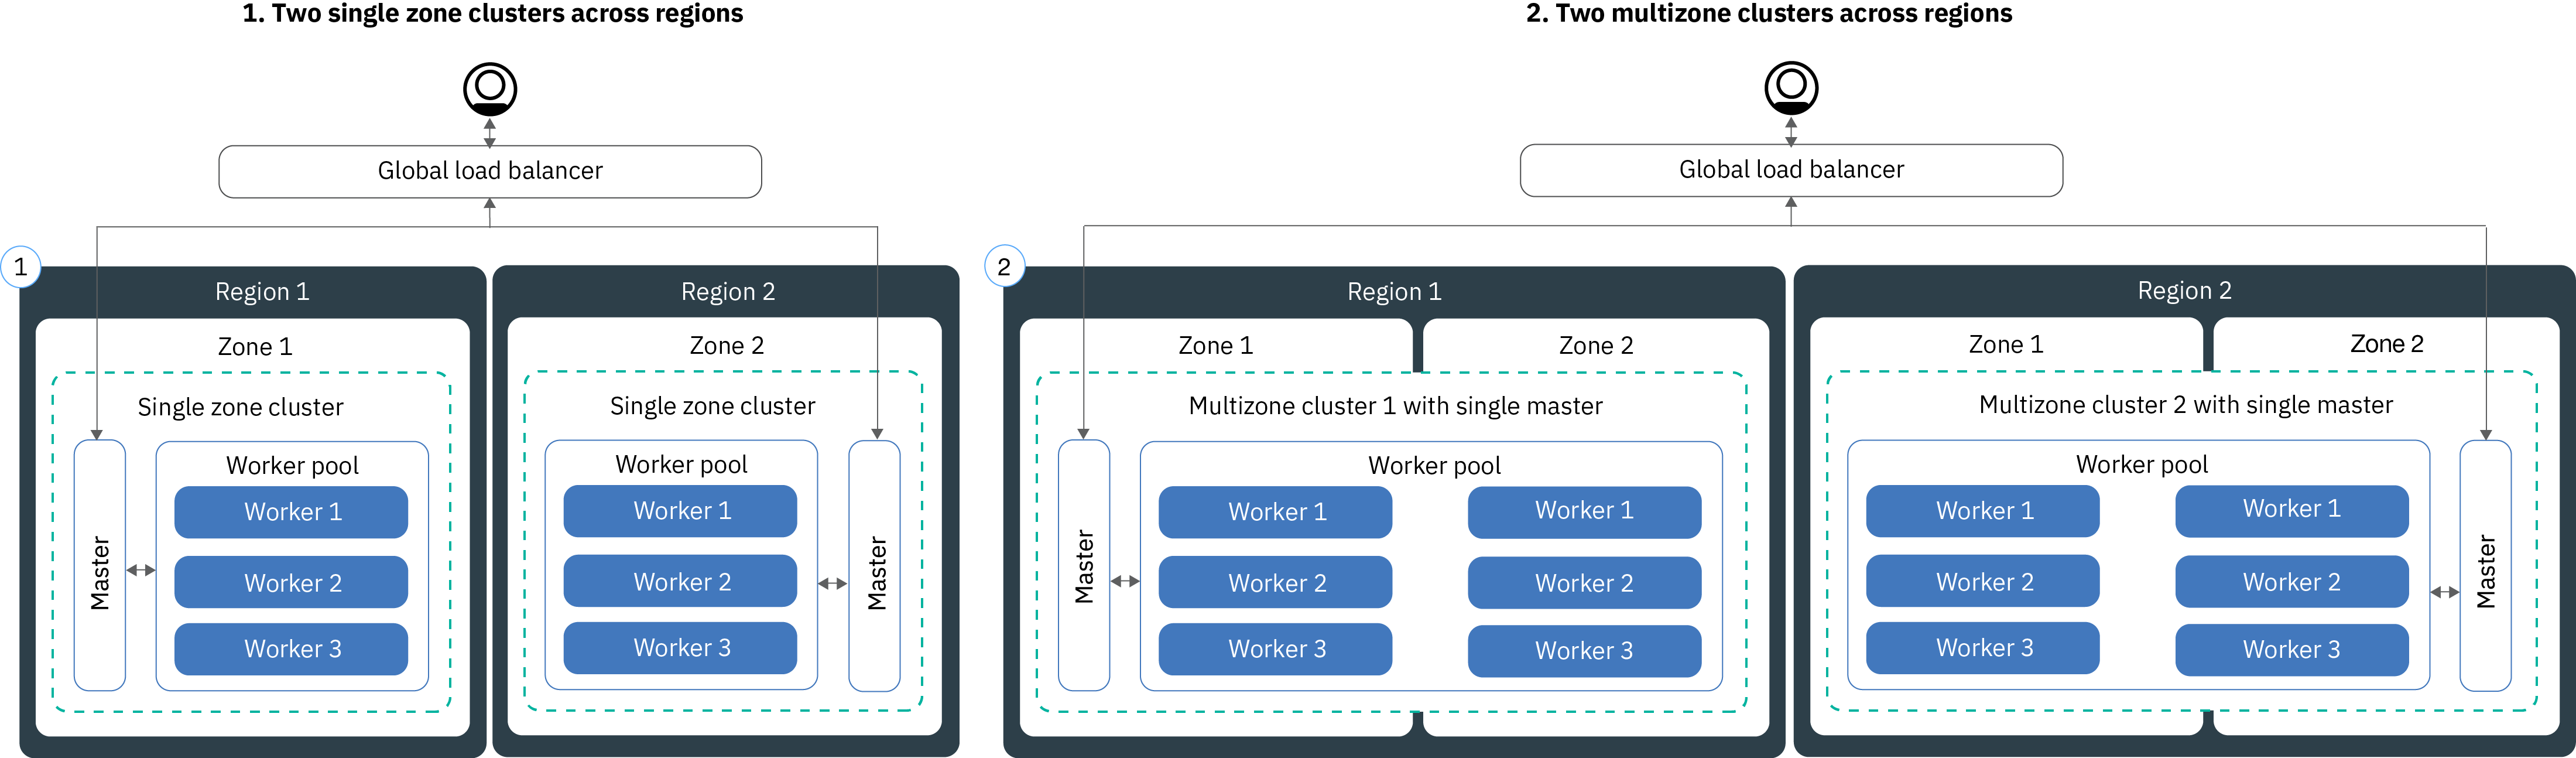 1. Two single zone clusters across regions
Global load balancer
1
Region 1
Zone 1
Single zone cluster
Master
Worker pool
Worker 1
Worker 2
Worker 3
Region 2
Zone 2
Single zone cluster
Worker pool
Worker 1
Worker 2
Worker 3
Master
2. Two multizone clusters across regions
Global load balancer
2
Region 1
Zone 1
Zone 2
Multizone cluster 1 with single master
Master
Worker pool
Worker 1
Worker 1
Worker 2
Worker 2
Worker 3
Worker 3
Region 2
Zone 1
Zone 2
Multizone cluster 2 with single master
Worker pool
Worker 1
Worker 1
Worker 2
Worker 2
Worker 3
Worker 3
Master